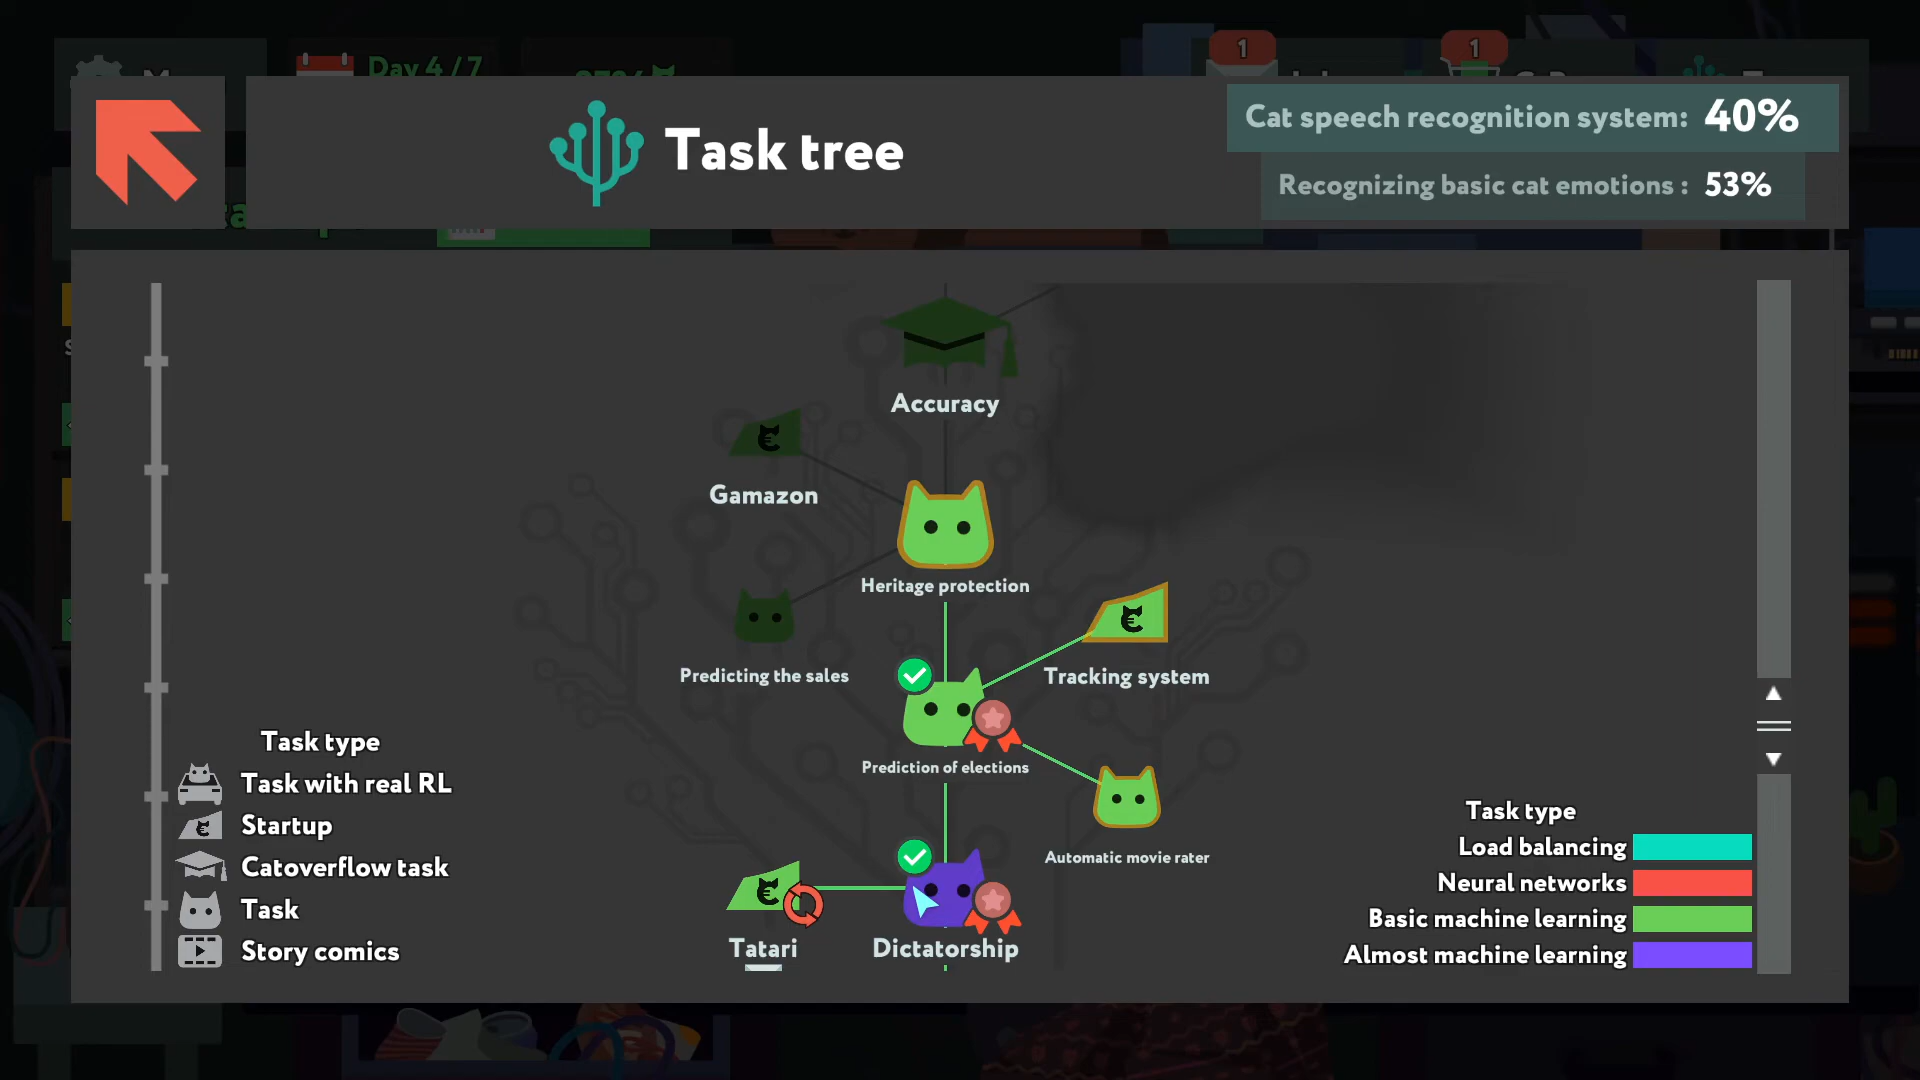 1
1
Day 4 / 7
Task tree
Cat speech recognition system: 40%
Recognizing basic cat emotions : 53%
Accuracy
Gamazon
Heritage protection
Predicting the sales
Tracking system
Prediction of elections
Automatic movie rater
Tatari
Dictatorship
Task type
Task with real RL
Startup
Catoverflow task
Task
Story comics
Task type
Load balancing
Neural networks
Basic machine learning
Almost machine learning